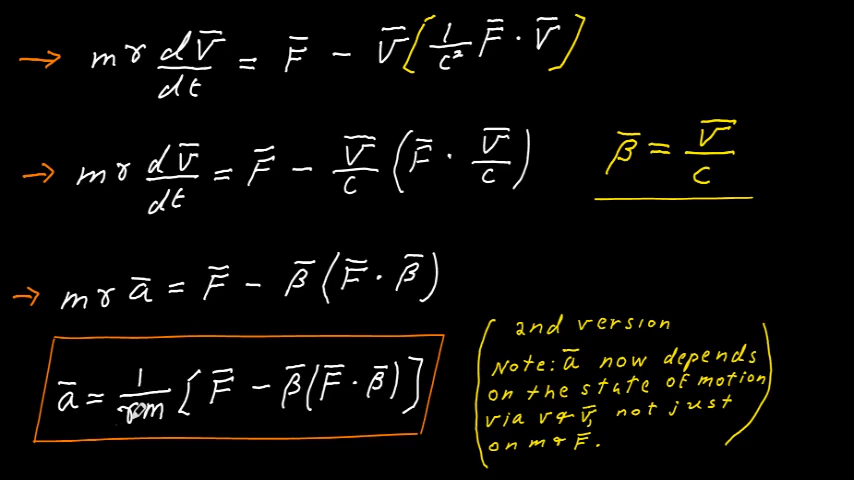 → mγ dv̅/dt = F̅ − v̅[1/c² F̅ · v̅]
→ mγ dv̅/dt = F̅ − v̅/c (F̅ · v̅/c)
β̅ = v̅/c
→ mγ a̅ = F̅ − β̅(F̅ · β̅)
a̅ = 1/γm [F̅ − β̅(F̅ · β̅)]
(2nd version
Note: a̅ now depends
on the state of motion
via v & v̅, not just
on m & F̅.)